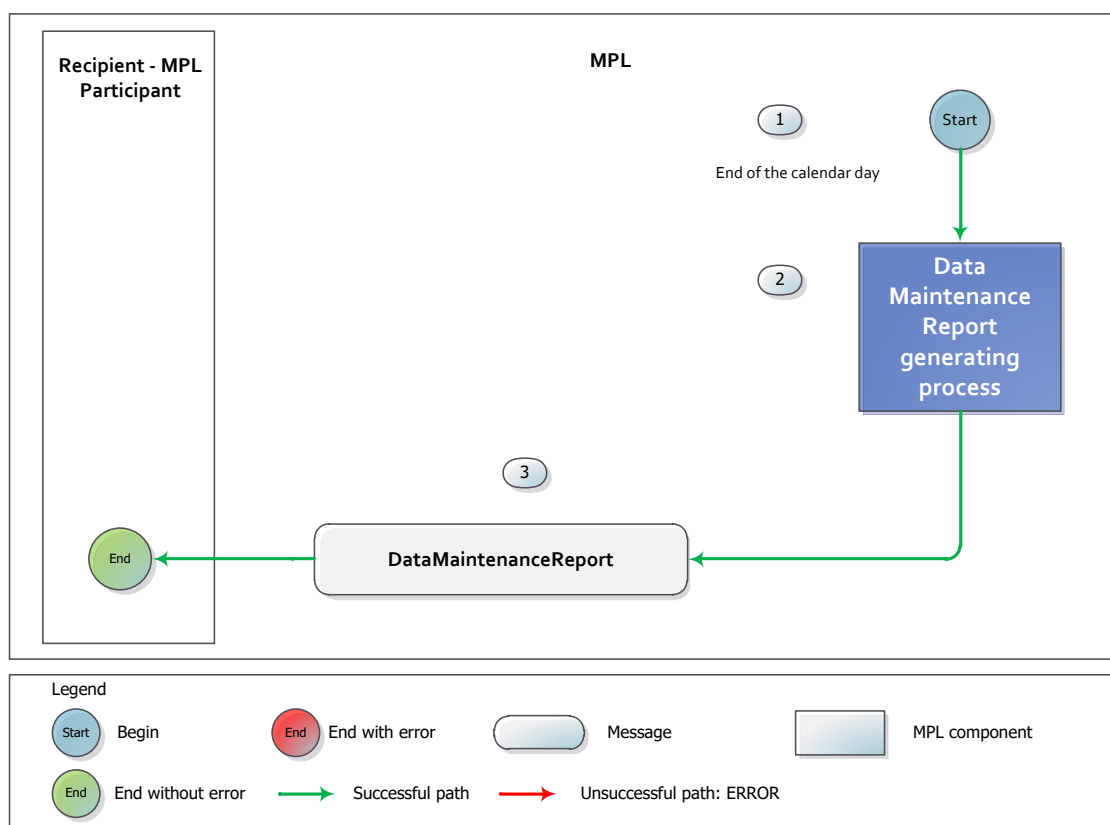 Recipient - MPL
Participant
MPL
1
Start
End of the calendar day
2
Data
Maintenance
Report
generating
process
3
End
DataMaintenanceReport
Legend
Start
Begin
End
End with error
Message
MPL component
End
End without error
Successful path
Unsuccessful path: ERROR